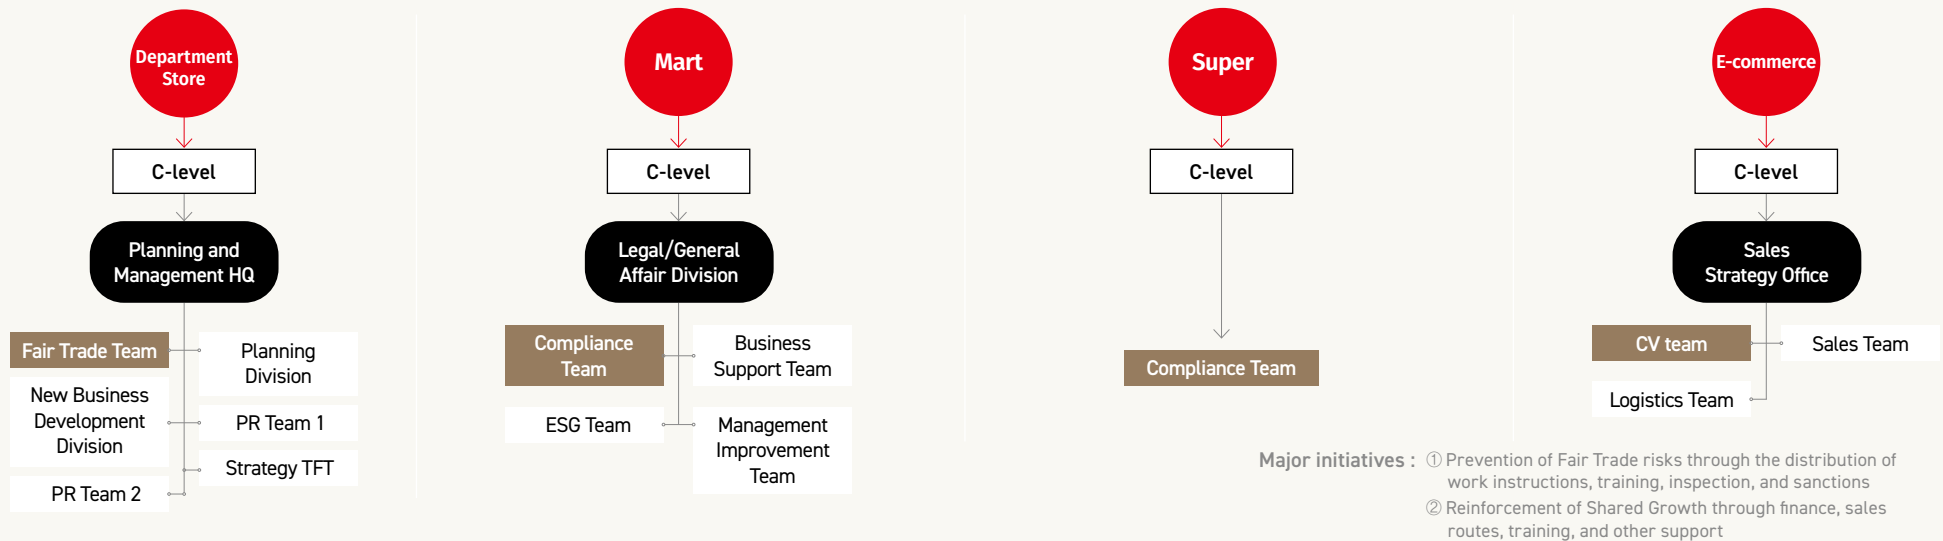 Department
Store
C-level
Planning and
Management HQ
Fair Trade Team
Planning
Division
New Business
Development
Division
PR Team 1
Strategy TFT
PR Team 2
Mart
C-level
Legal/General
Affair Division
Compliance
Team
Business
Support Team
ESG Team
Management
Improvement
Team
Super
C-level
Compliance Team
E-commerce
C-level
Sales
Strategy Office
CV team
Sales Team
Logistics Team
Major initiatives : ① Prevention of Fair Trade risks through the distribution of
work instructions, training, inspection, and sanctions
② Reinforcement of Shared Growth through finance, sales
routes, training, and other support